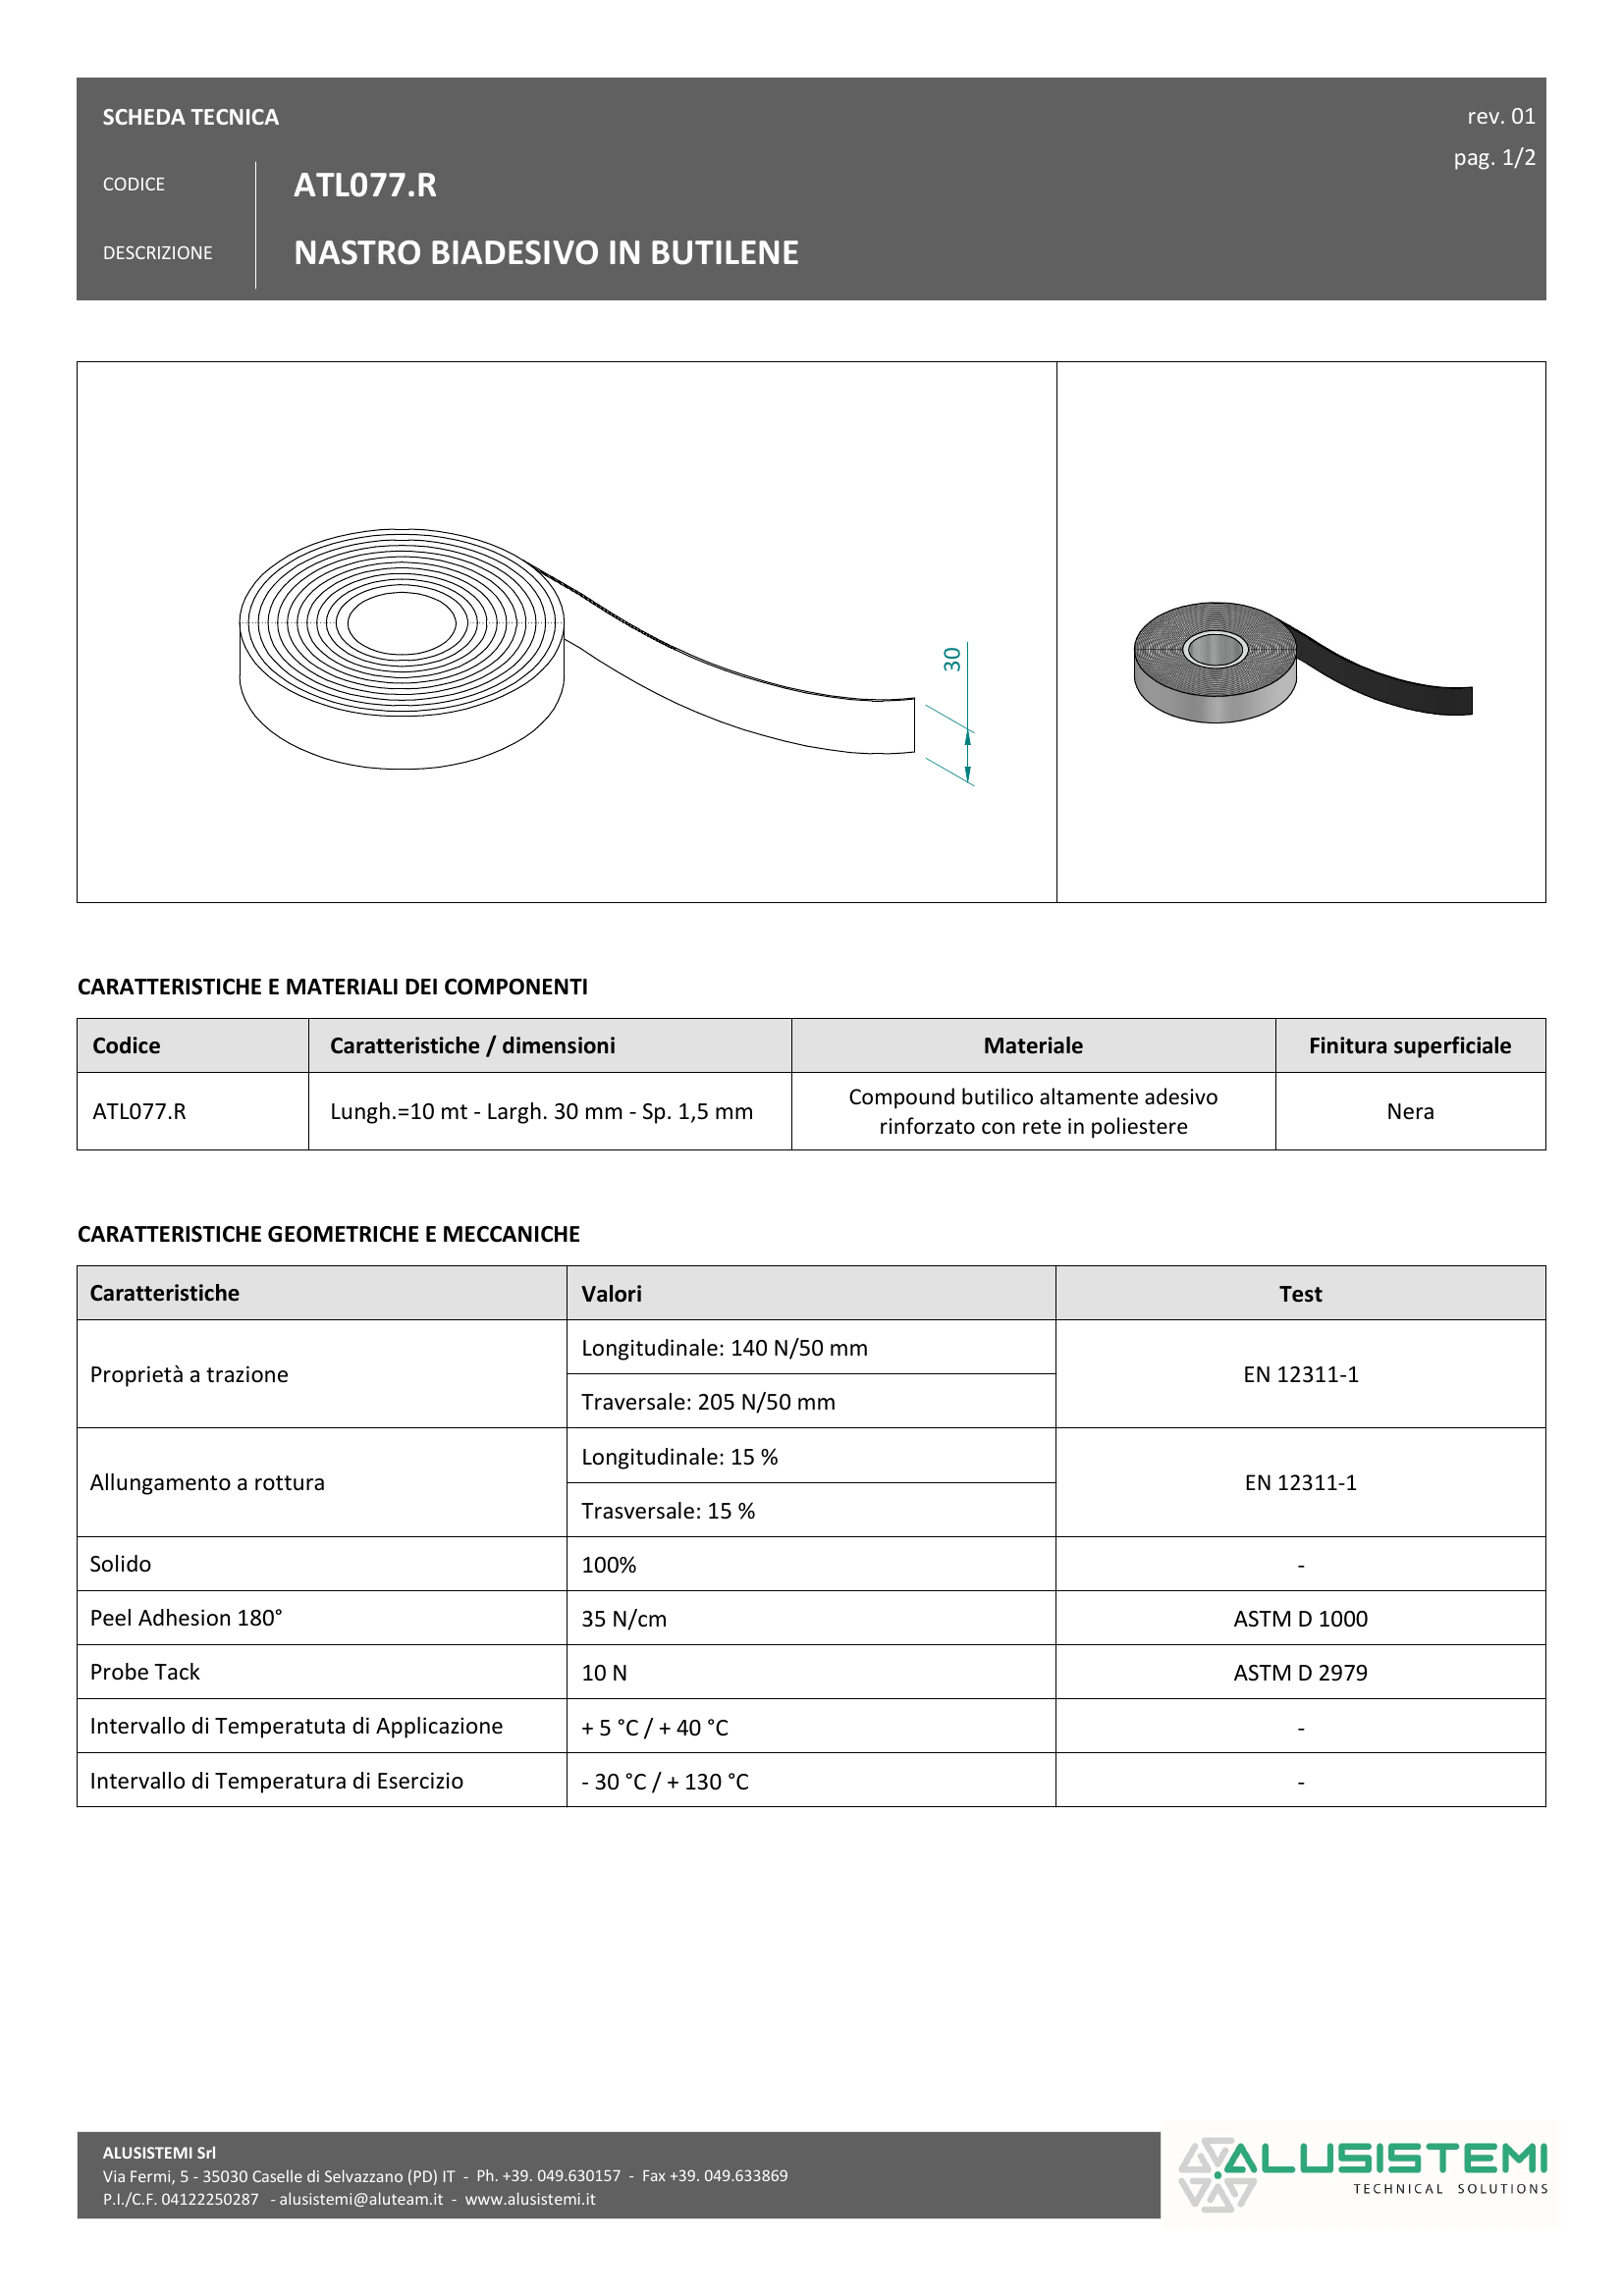 SCHEDA TECNICA
rev. 01
pag. 1/2
CODICE
ATL077.R
DESCRIZIONE
NASTRO BIADESIVO IN BUTILENE
30
CARATTERISTICHE E MATERIALI DEI COMPONENTI
Codice Caratteristiche / dimensioni Materiale Finitura superficiale
ATL077.R Lungh.=10 mt - Largh. 30 mm - Sp. 1,5 mm Compound butilico altamente adesivo
rinforzato con rete in poliestere Nera
CARATTERISTICHE GEOMETRICHE E MECCANICHE
Caratteristiche Valori Test
Proprietà a trazione Longitudinale: 140 N/50 mm EN 12311-1
Traversale: 205 N/50 mm
Allungamento a rottura Longitudinale: 15 % EN 12311-1
Trasversale: 15 %
Solido 100% -
Peel Adhesion 180° 35 N/cm ASTM D 1000
Probe Tack 10 N ASTM D 2979
Intervallo di Temperatuta di Applicazione + 5 °C / + 40 °C -
Intervallo di Temperatura di Esercizio - 30 °C / + 130 °C -
ALUSISTEMI Srl
Via Fermi, 5 - 35030 Caselle di Selvazzano (PD) IT - Ph. +39. 049.630157 - Fax +39. 049.633869
P.I./C.F. 04122250287 - alusistemi@aluteam.it - www.alusistemi.it
ALUSISTEMI
TECHNICAL SOLUTIONS